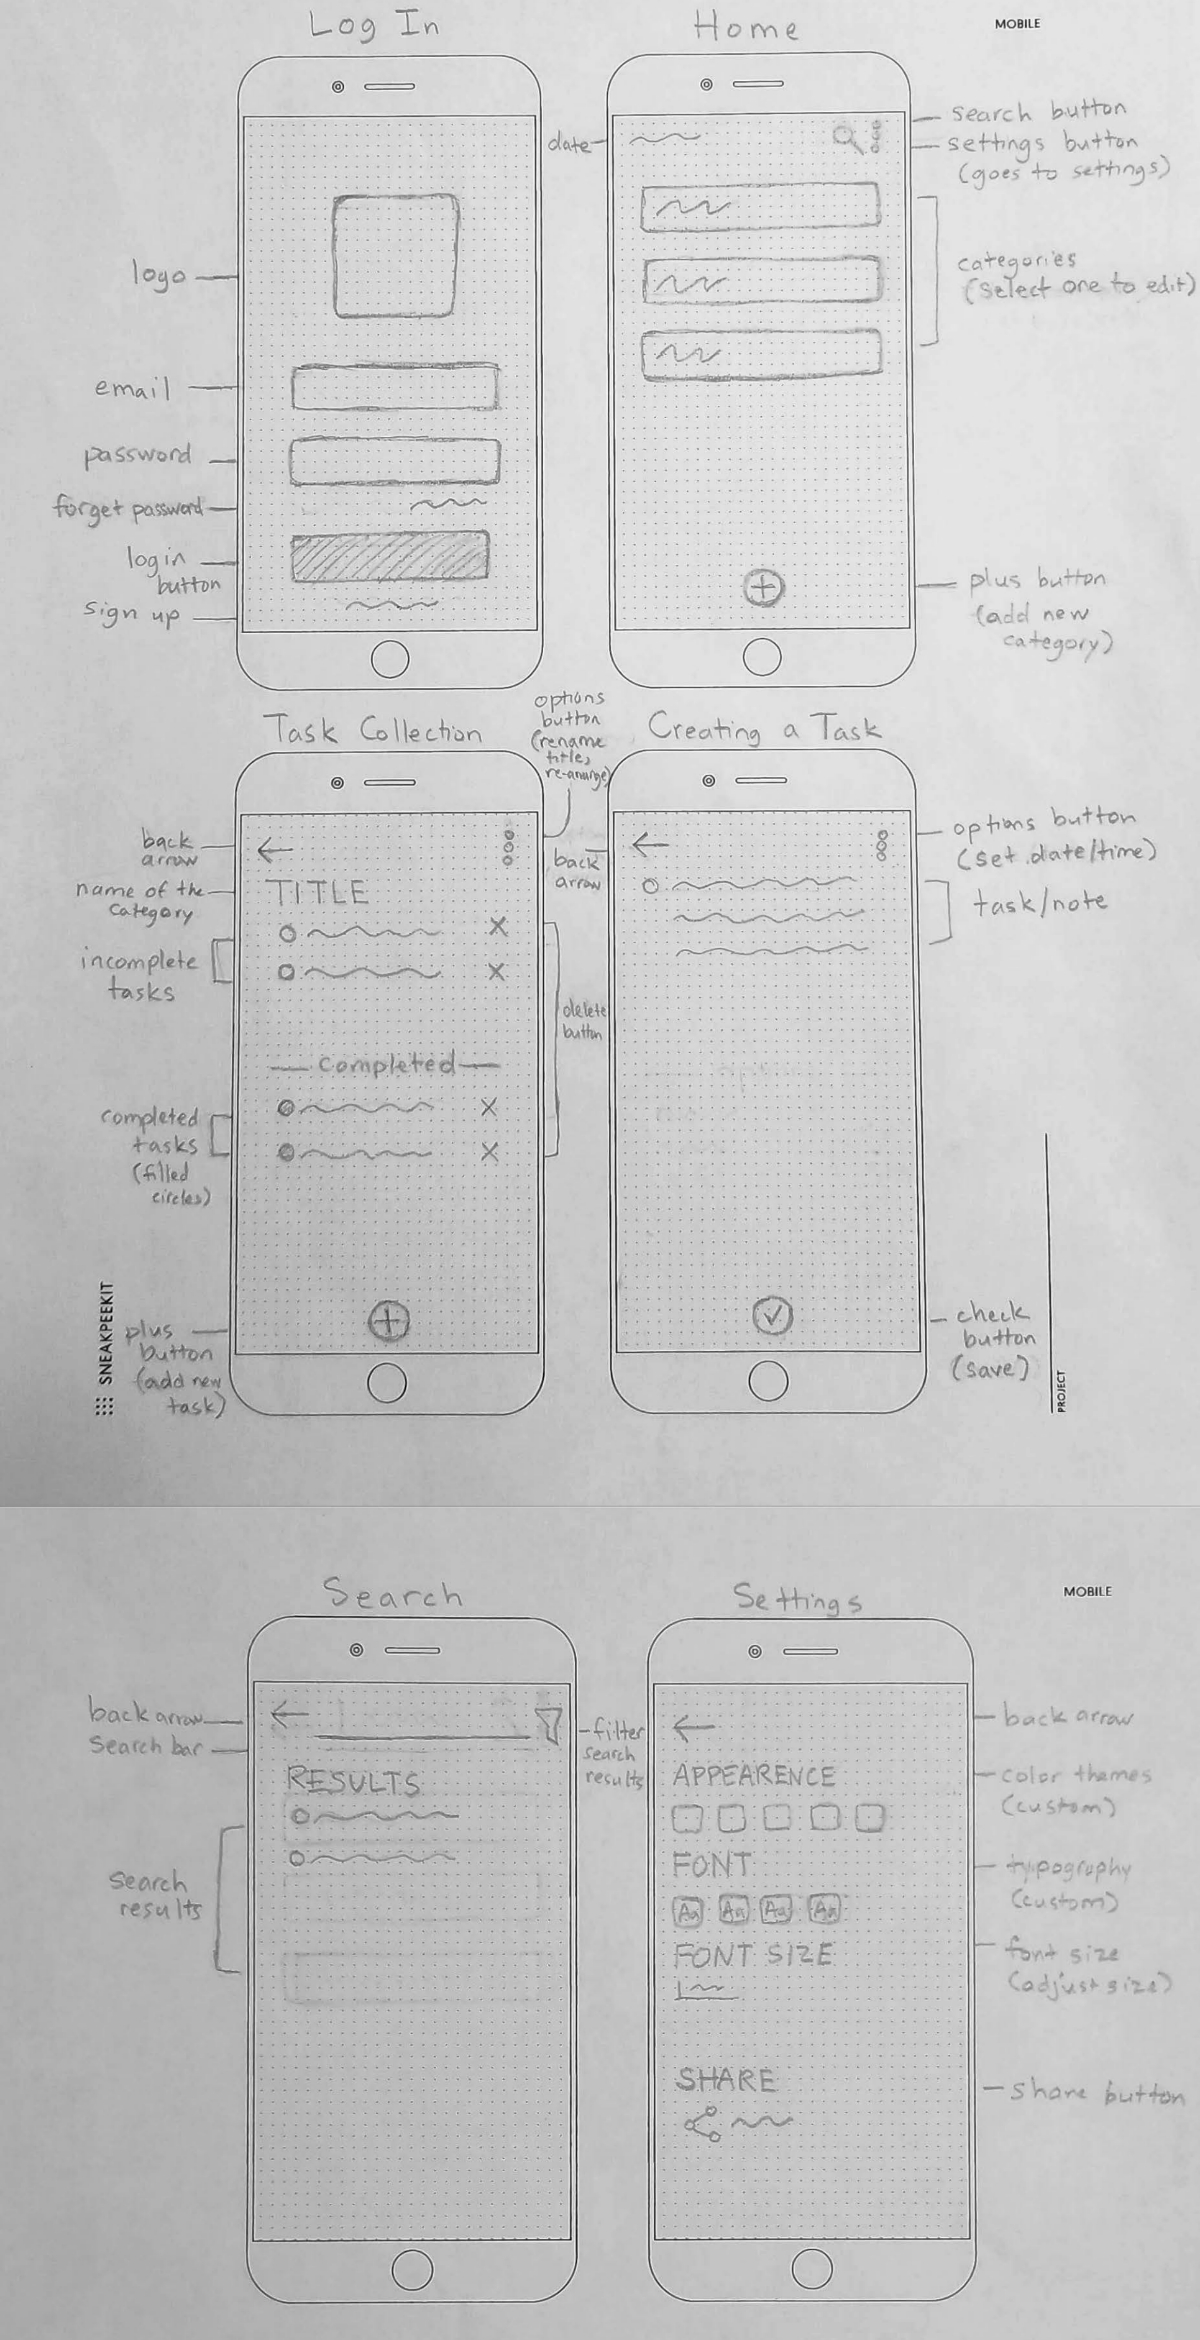 Log In
Home
MOBILE
logo
email
password
forget password
log in
button
sign up
date
search button
settings button
(goes to settings)
categories
(select one to edit)
plus button
(add new
category)
Task Collection
options
button
(rename
title,
re-arrange)
Creating a Task
back
arrow
name of the
category
incomplete
tasks
TITLE
completed
completed
tasks
(filled
circles)
plus
button
(add new
task)
delete
button
back
arrow
options button
(set date/time)
task/note
check
button
(save)
SNEAKPEEKIT
PROJECT
Search
Settings
MOBILE
back arrow
Search bar
RESULTS
search
results
filter
search
results
APPEARENCE
FONT
Aa Aa Aa Aa
FONT SIZE
SHARE
back arrow
color themes
(custom)
typography
(custom)
font size
(adjust size)
share button